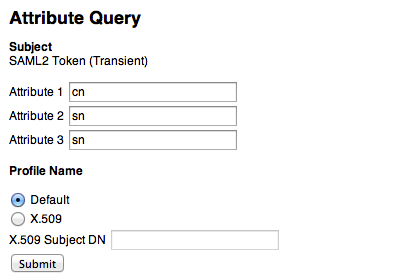 Attribute Query
Subject
SAML2 Token (Transient)
Attribute 1 cn
Attribute 2 sn
Attribute 3 sn
Profile Name
Default
X.509
X.509 Subject DN
Submit